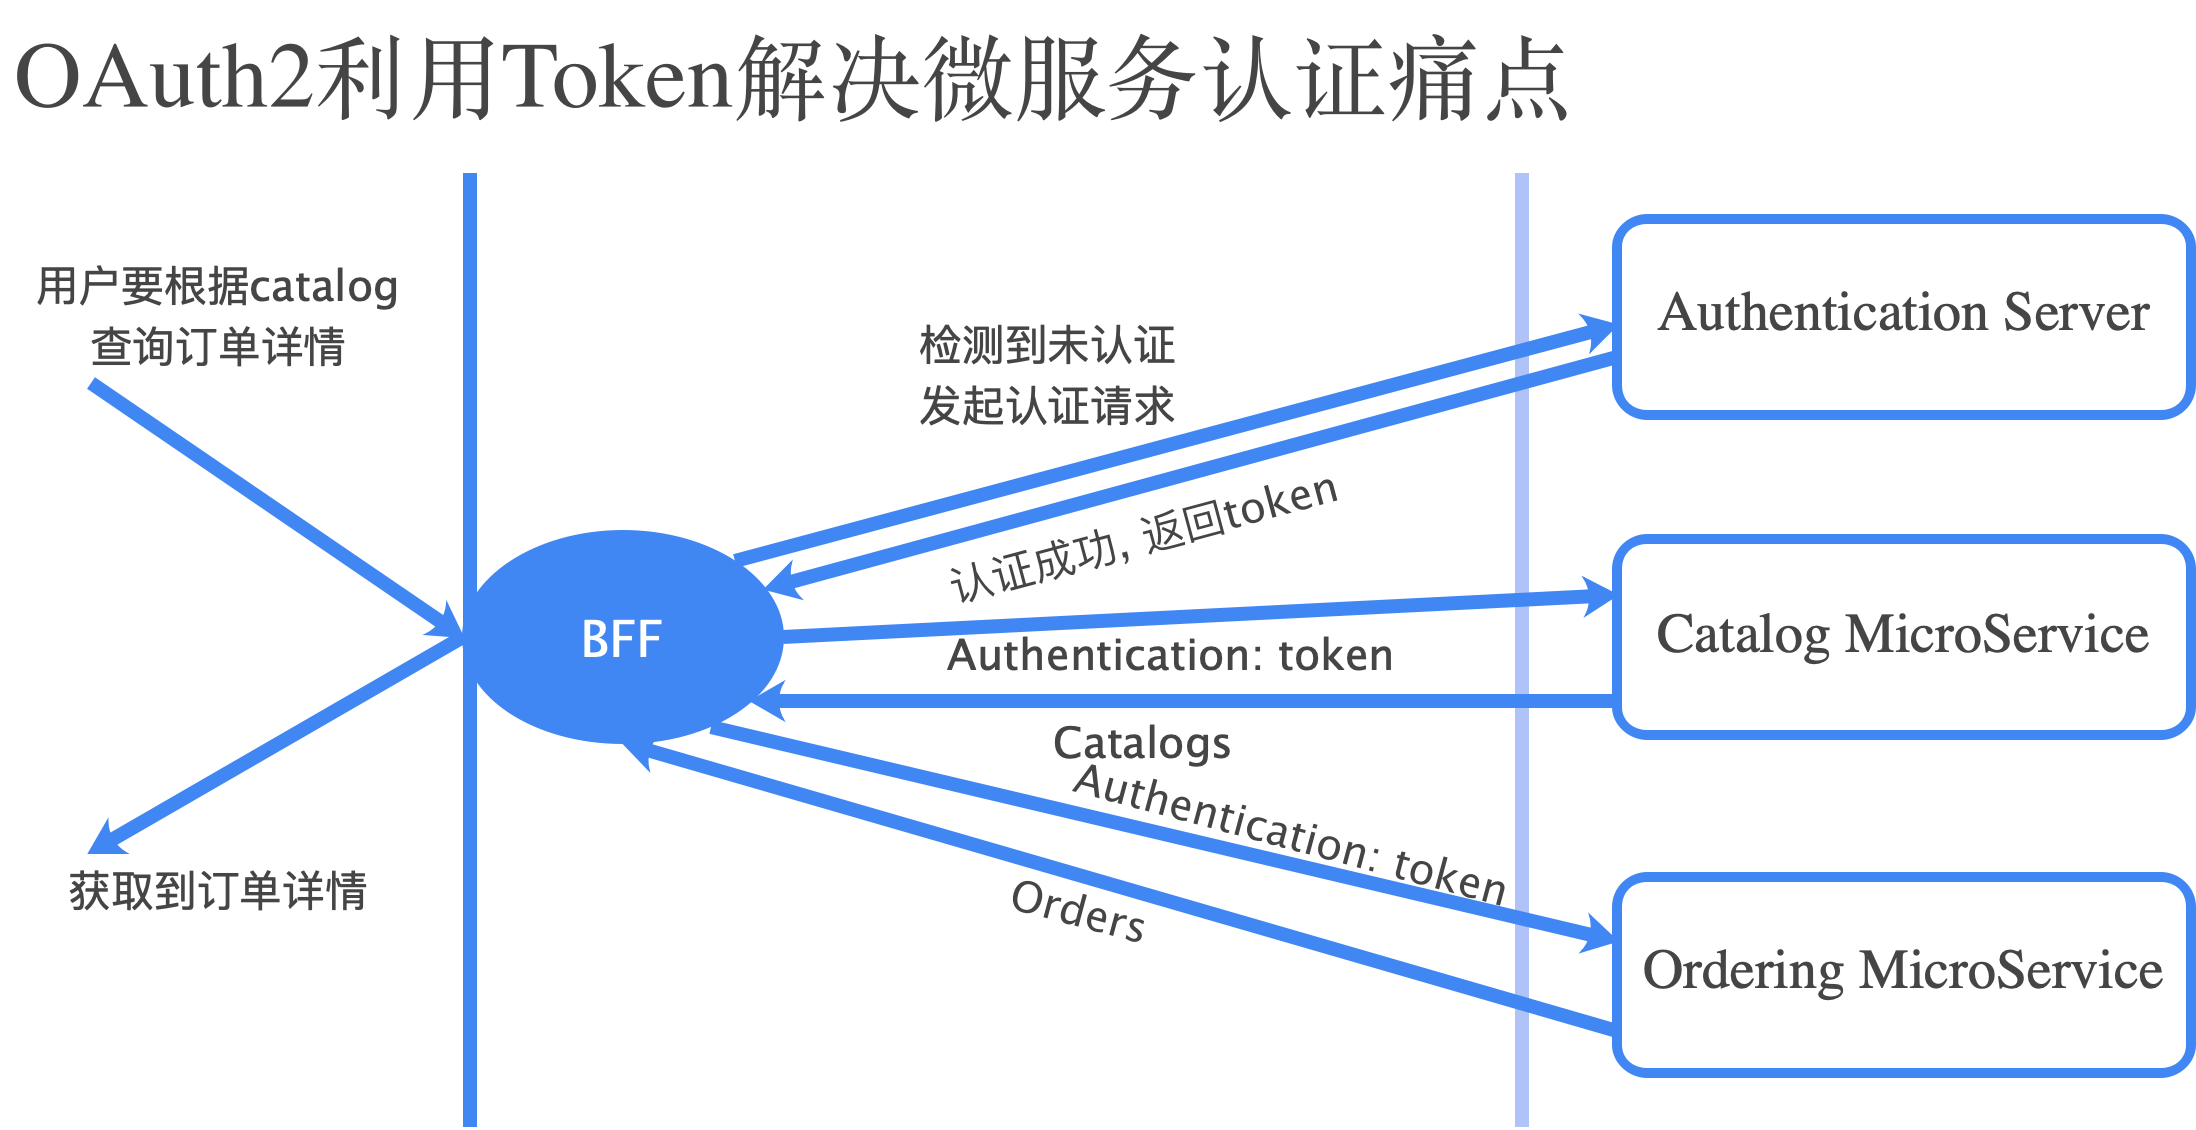 OAuth2利用Token解决微服务认证痛点
用户要根据catalog
查询订单详情
检测到未认证
发起认证请求
认证成功, 返回token
Authentication Server
BFF
Authentication: token
Catalog MicroService
Catalogs
Authentication: token
Orders
获取到订单详情
Ordering MicroService